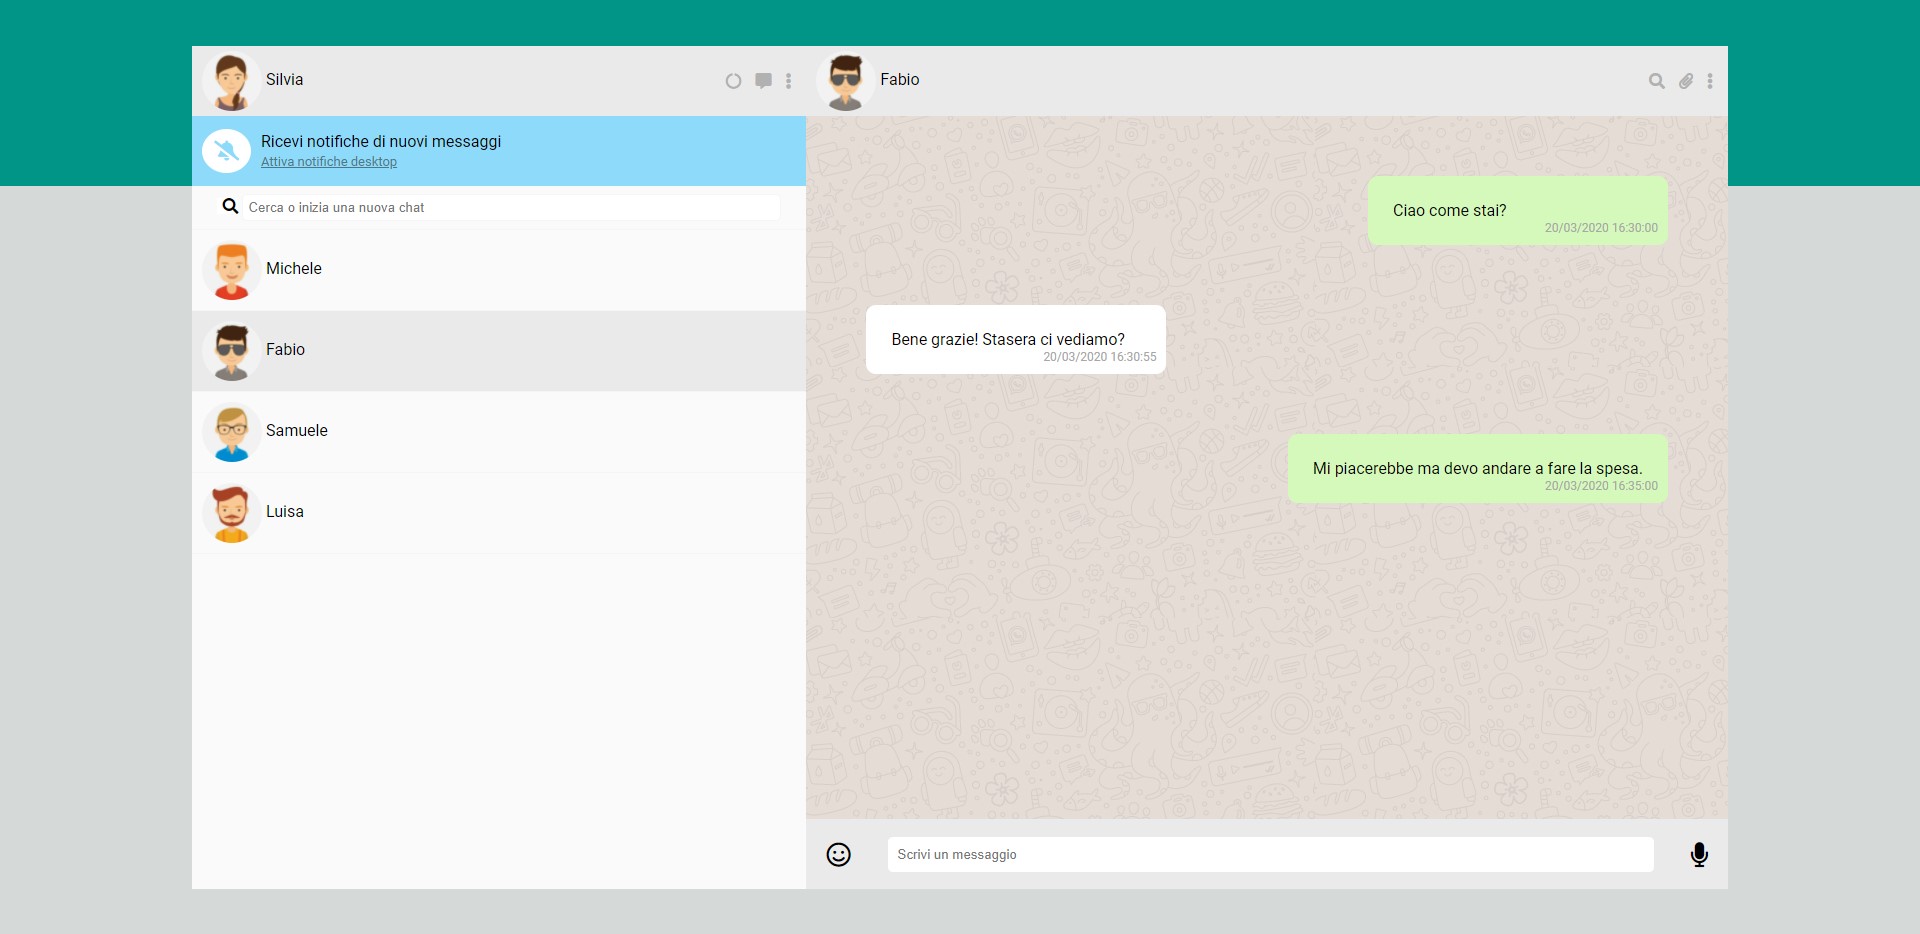 Silvia
Ricevi notifiche di nuovi messaggi
Attiva notifiche desktop
Cerca o inizia una nuova chat
Michele
Fabio
Samuele
Luisa
Fabio
Ciao come stai?
20/03/2020 16:30:00
Bene grazie! Stasera ci vediamo?
20/03/2020 16:30:55
Mi piacerebbe ma devo andare a fare la spesa.
20/03/2020 16:35:00
Scrivi un messaggio